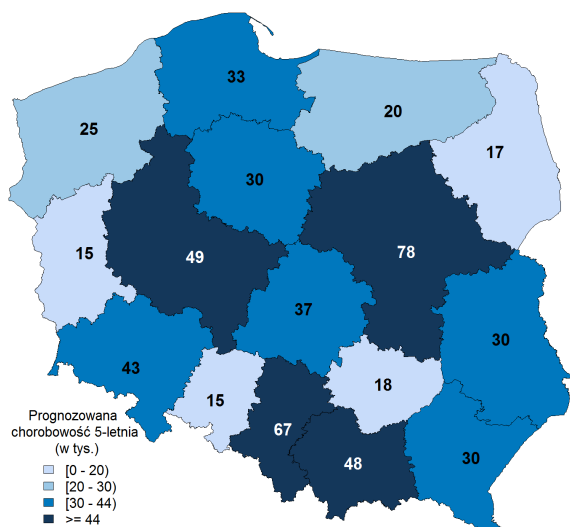 33
25
20
17
30
15
49
78
37
30
43
18
15
67
48
30
Prognozowana
chorobowość 5-letnia
(w tys.)
[0 - 20)
[20 - 30)
[30 - 44)
>= 44